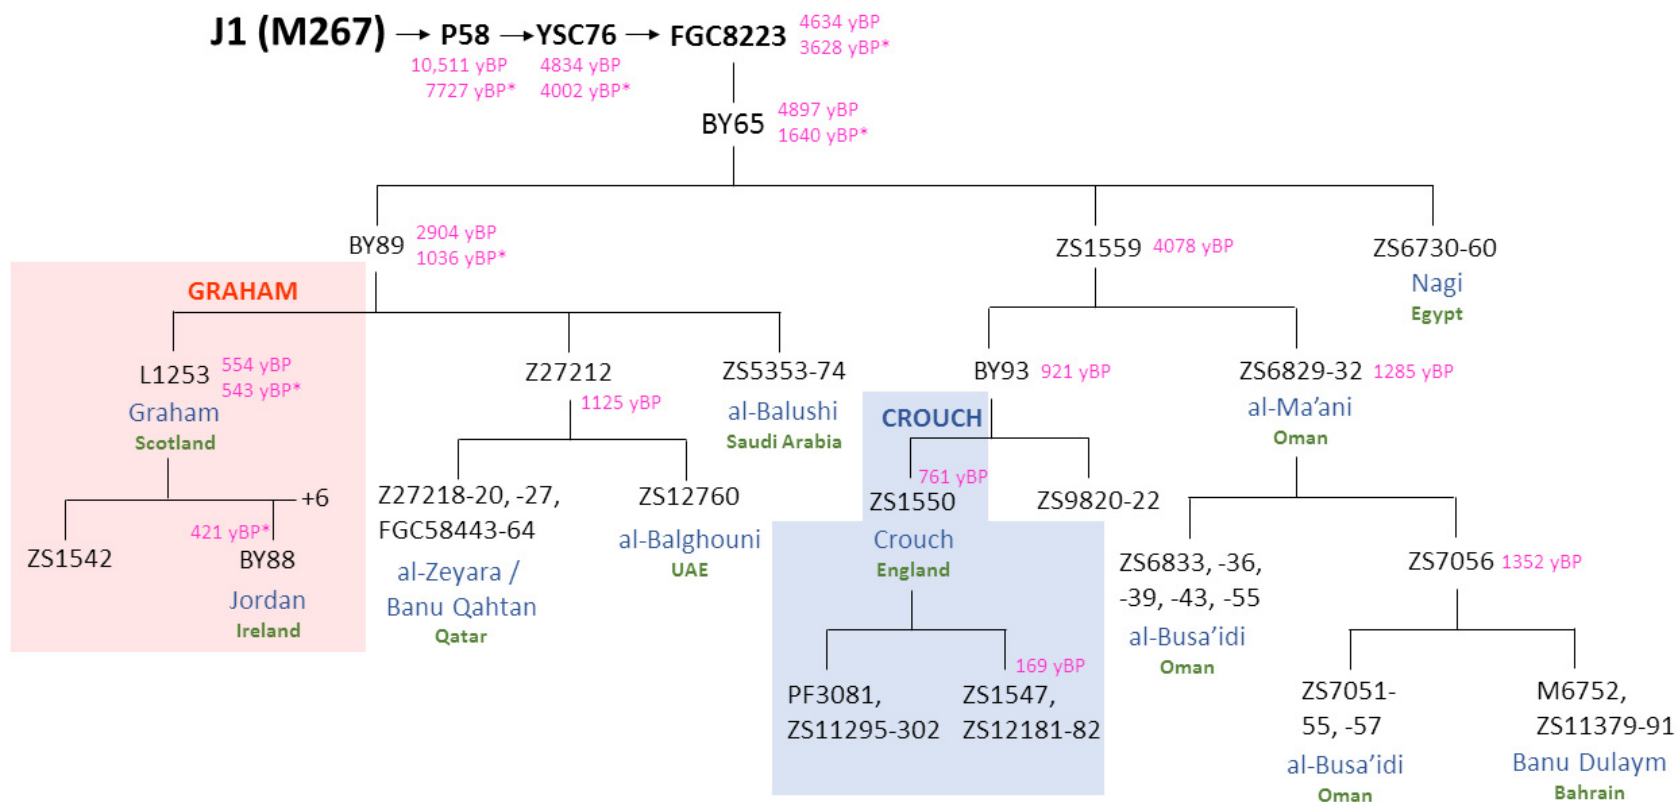 J1 (M267) → P58 → YSC76 → FGC8223
4634 yBP
3628 yBP*
10,511 yBP
7727 yBP*
4834 yBP
4002 yBP*
BY65
4897 yBP
1640 yBP*
BY89
2904 yBP
1036 yBP*
ZS1559 4078 yBP
ZS6730-60
Nagi
Egypt
GRAHAM
L1253
554 yBP
543 yBP*
Graham
Scotland
Z27212
1125 yBP
ZS5353-74
al-Balushi
Saudi Arabia
BY93 921 yBP
ZS6829-32 1285 yBP
al-Ma’ani
Oman
CROUCH
+6
ZS1542
421 yBP*
BY88
Jordan
Ireland
Z27218-20, -27,
FGC58443-64
al-Zeyara /
Banu Qahtan
Qatar
ZS12760
al-Balghouni
UAE
761 yBP
ZS1550
Crouch
England
ZS9820-22
ZS6833, -36,
-39, -43, -55
al-Busa’idi
Oman
ZS7056 1352 yBP
PF3081,
ZS11295-302
169 yBP
ZS1547,
ZS12181-82
ZS7051-
55, -57
al-Busa’idi
Oman
M6752,
ZS11379-91
Banu Dulaym
Bahrain